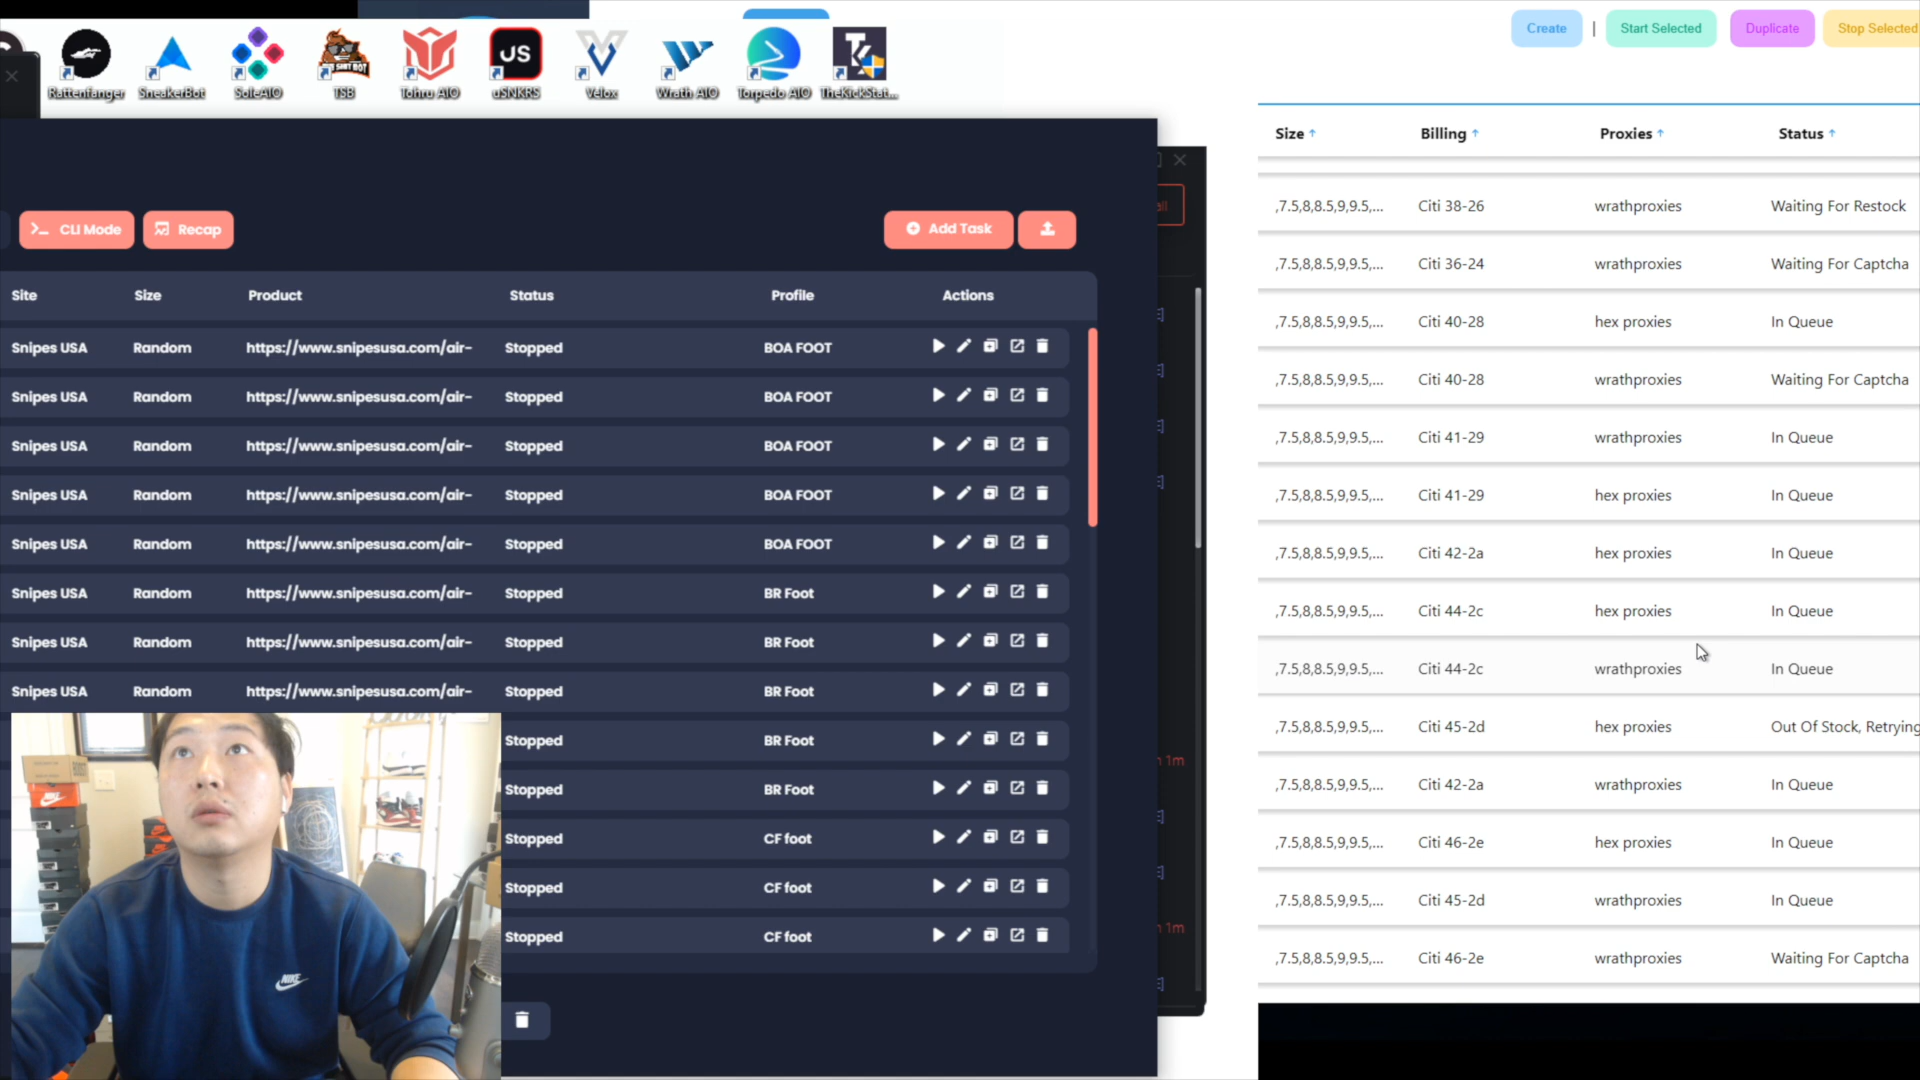 Create | Start Selected Duplicate Stop Selected
Rattenfanger SneakerBot SoleAIO TSB Tohru AIO uSNKRS Velox Wrath AIO Torpedo AIO TheKickStat...
JS
Size Billing Proxies Status
CLI Mode Recap Add Task
Site Size Product Status Profile Actions
Snipes USA Random https://www.snipesusa.com/air- Stopped BOA FOOT
Snipes USA Random https://www.snipesusa.com/air- Stopped BOA FOOT
Snipes USA Random https://www.snipesusa.com/air- Stopped BOA FOOT
Snipes USA Random https://www.snipesusa.com/air- Stopped BOA FOOT
Snipes USA Random https://www.snipesusa.com/air- Stopped BOA FOOT
Snipes USA Random https://www.snipesusa.com/air- Stopped BR Foot
Snipes USA Random https://www.snipesusa.com/air- Stopped BR Foot
Snipes USA Random https://www.snipesusa.com/air- Stopped BR Foot
Stopped BR Foot
Stopped BR Foot
Stopped CF foot
Stopped CF foot
Stopped CF foot
1m
1m
,7.5,8,8.5,9,9.5,... Citi 38-26 wrathproxies Waiting For Restock
,7.5,8,8.5,9,9.5,... Citi 36-24 wrathproxies Waiting For Captcha
,7.5,8,8.5,9,9.5,... Citi 40-28 hex proxies In Queue
,7.5,8,8.5,9,9.5,... Citi 40-28 wrathproxies Waiting For Captcha
,7.5,8,8.5,9,9.5,... Citi 41-29 wrathproxies In Queue
,7.5,8,8.5,9,9.5,... Citi 41-29 hex proxies In Queue
,7.5,8,8.5,9,9.5,... Citi 42-2a hex proxies In Queue
,7.5,8,8.5,9,9.5,... Citi 44-2c hex proxies In Queue
,7.5,8,8.5,9,9.5,... Citi 44-2c wrathproxies In Queue
,7.5,8,8.5,9,9.5,... Citi 45-2d hex proxies Out Of Stock, Retrying
,7.5,8,8.5,9,9.5,... Citi 42-2a wrathproxies In Queue
,7.5,8,8.5,9,9.5,... Citi 46-2e hex proxies In Queue
,7.5,8,8.5,9,9.5,... Citi 45-2d wrathproxies In Queue
,7.5,8,8.5,9,9.5,... Citi 46-2e wrathproxies Waiting For Captcha
NIKE